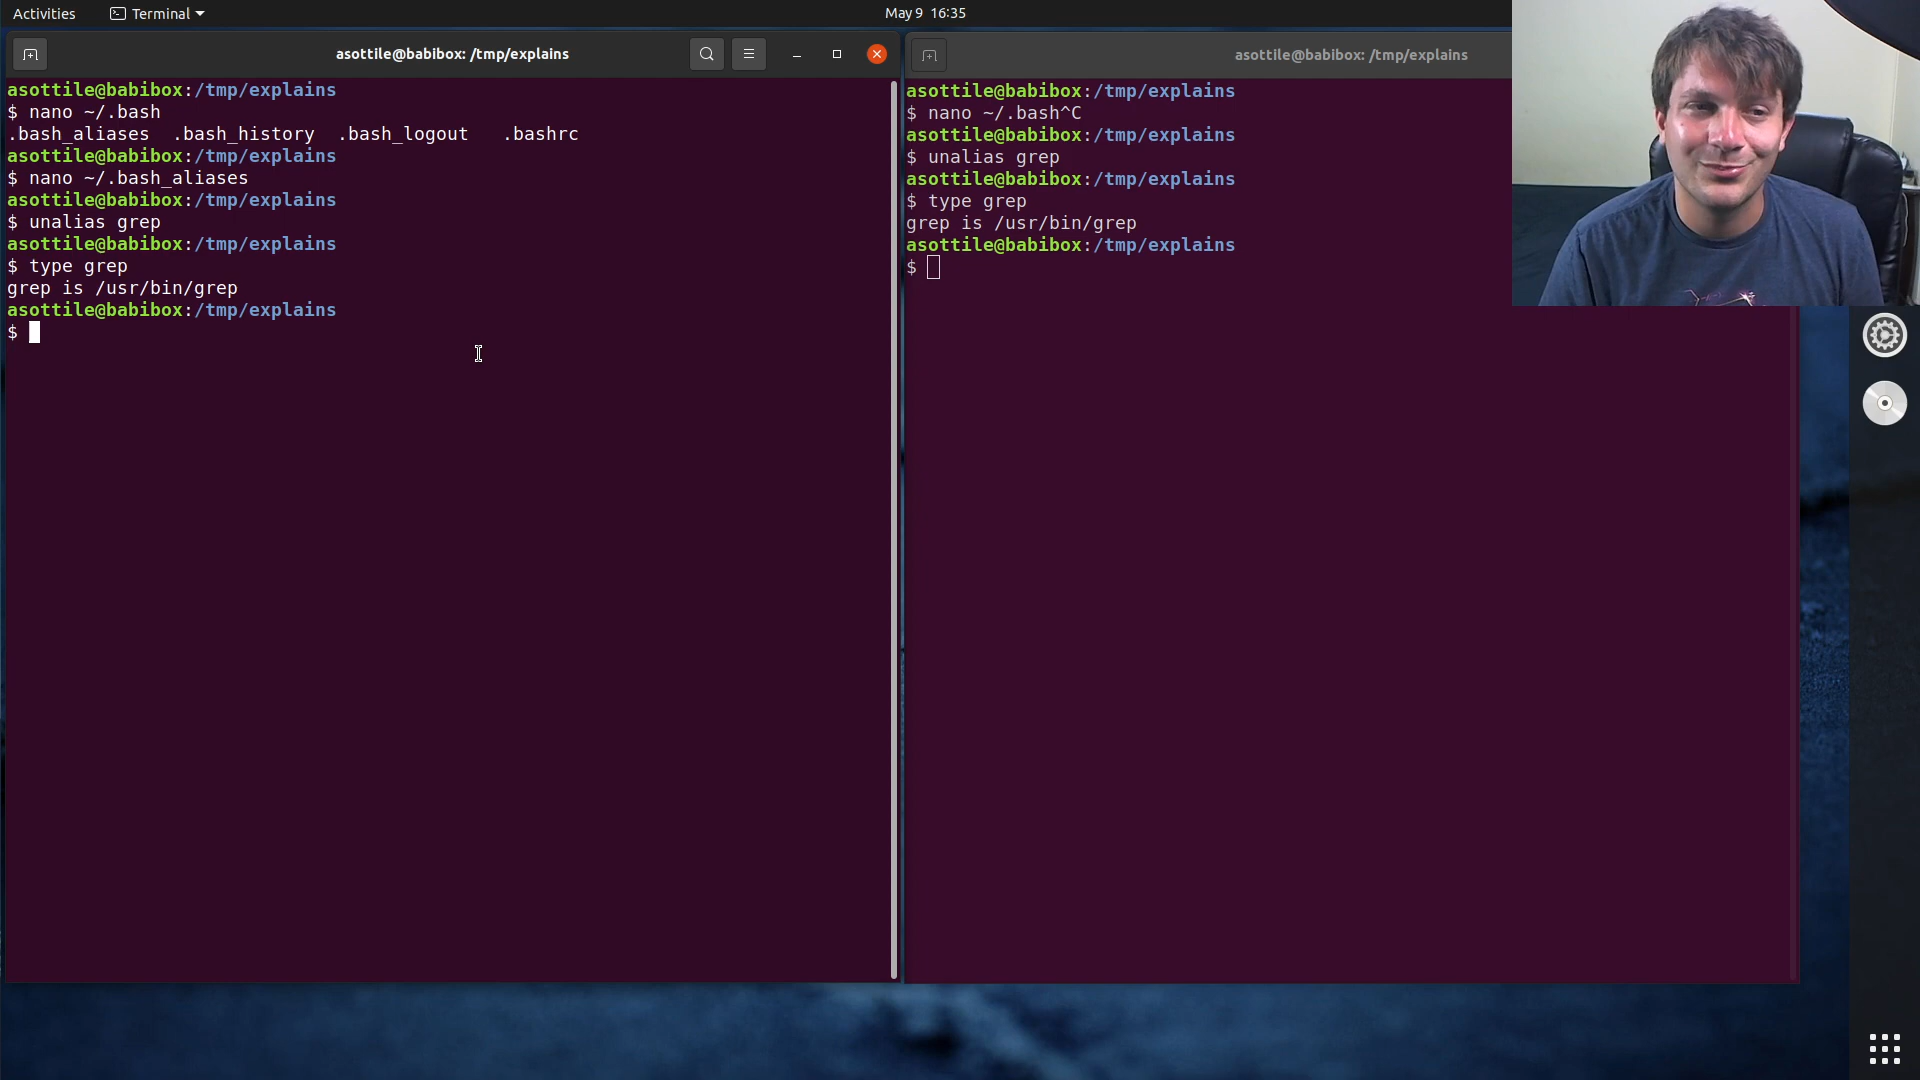 Activities Terminal May 9 16:35
asottile@babibox: /tmp/explains
asottile@babibox:/tmp/explains
$ nano ~/.bash
.bash_aliases .bash_history .bash_logout .bashrc
asottile@babibox:/tmp/explains
$ nano ~/.bash_aliases
asottile@babibox:/tmp/explains
$ unalias grep
asottile@babibox:/tmp/explains
$ type grep
grep is /usr/bin/grep
asottile@babibox:/tmp/explains
$
asottile@babibox: /tmp/explains
asottile@babibox:/tmp/explains
$ nano ~/.bash^C
asottile@babibox:/tmp/explains
$ unalias grep
asottile@babibox:/tmp/explains
$ type grep
grep is /usr/bin/grep
asottile@babibox:/tmp/explains
$